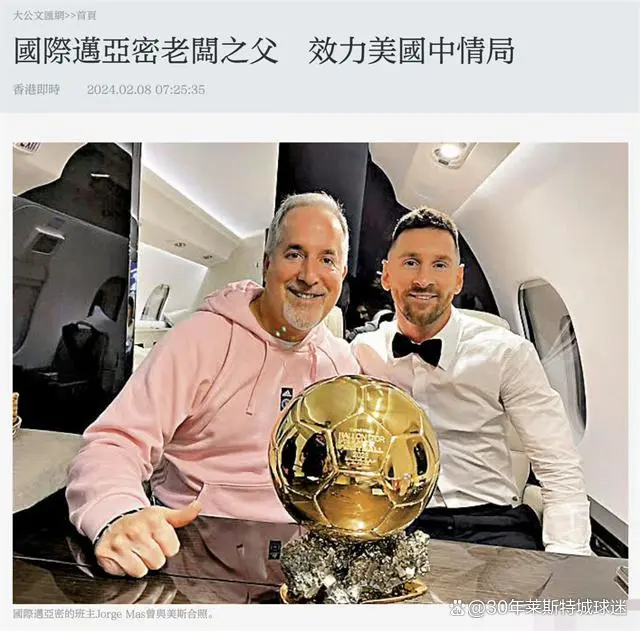 大公文匯網>>首頁
國際邁亞密老闆之父　效力美國中情局
香港即時 2024.02.08 07:25:35
BALLON D'OR
國際邁亞密的班主Jorge Mas曾與美斯合照。
@30年莱斯特城球迷